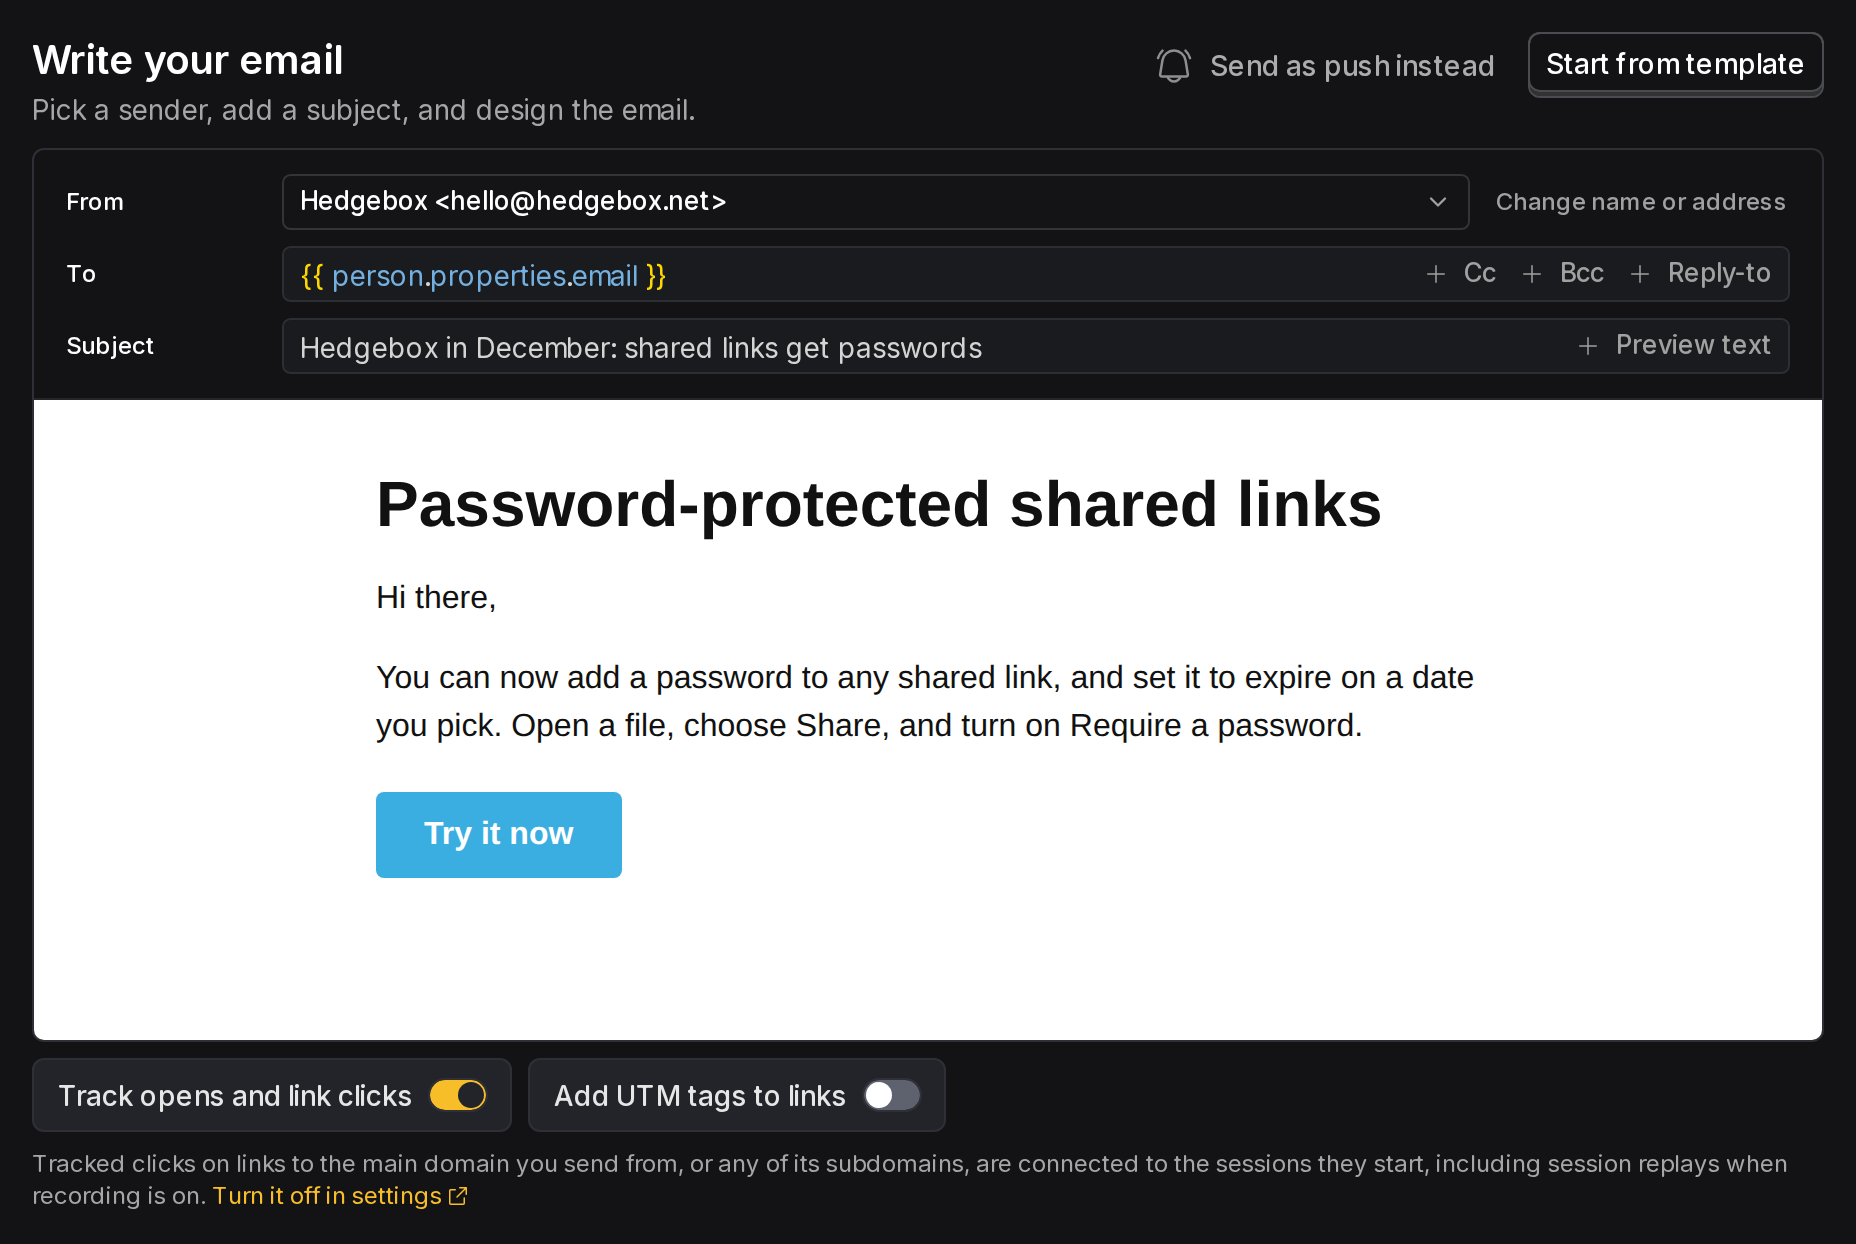 Write your email
Send as push instead
Start from template
Pick a sender, add a subject, and design the email.
From
Hedgebox <hello@hedgebox.net>
Change name or address
To
{{ person.properties.email }}
Cc
Bcc
Reply-to
Subject
Hedgebox in December: shared links get passwords
Preview text
Password-protected shared links
Hi there,
You can now add a password to any shared link, and set it to expire on a date
you pick. Open a file, choose Share, and turn on Require a password.
Try it now
Track opens and link clicks
Add UTM tags to links
Tracked clicks on links to the main domain you send from, or any of its subdomains, are connected to the sessions they start, including session replays when
recording is on. Turn it off in settings